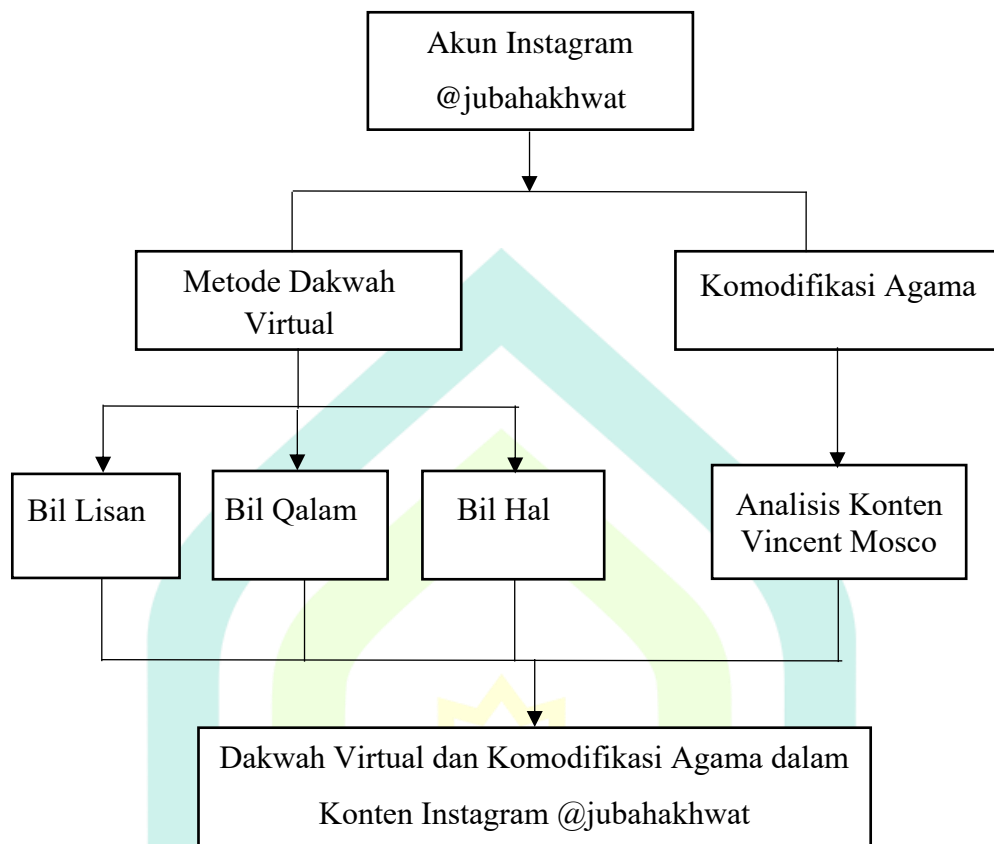 Akun Instagram
@jubahakhwat
Metode Dakwah
Virtual
Komodifikasi Agama
Bil Lisan
Bil Qalam
Bil Hal
Analisis Konten
Vincent Mosco
Dakwah Virtual dan Komodifikasi Agama dalam
Konten Instagram @jubahakhwat